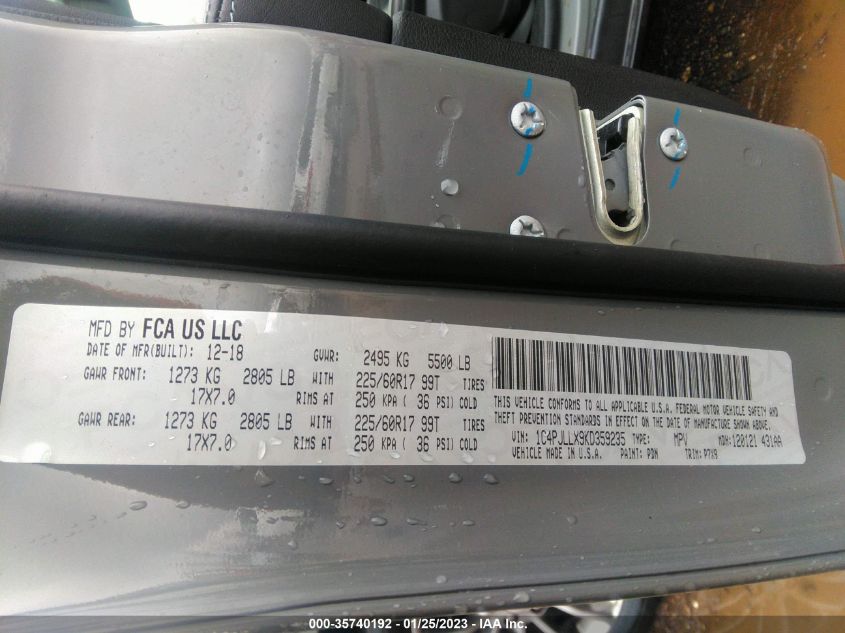 MFD BY FCA US LLC
DATE OF MFR(BUILT): 12-18 GVWR: 2495 KG 5500 LB
GAWR FRONT: 1273 KG 2805 LB WITH 225/60R17 99T TIRES
17X7.0 RIMS AT 250 KPA ( 36 PSI) COLD
GAWR REAR: 1273 KG 2805 LB WITH 225/60R17 99T TIRES
17X7.0 RIMS AT 250 KPA ( 36 PSI) COLD
THIS VEHICLE CONFORMS TO ALL APPLICABLE U.S.A. FEDERAL MOTOR VEHICLE SAFETY AND
THEFT PREVENTION STANDARDS IN EFFECT ON THE DATE OF MANUFACTURE SHOWN ABOVE.
VIN: 1C4PJLLX9KD359235 TYPE: MPV MDH: 120121 431AA
VEHICLE MADE IN U.S.A. PAINT: PDN TRIM: P7X9
000-35740192 - 01/25/2023 - IAA Inc.